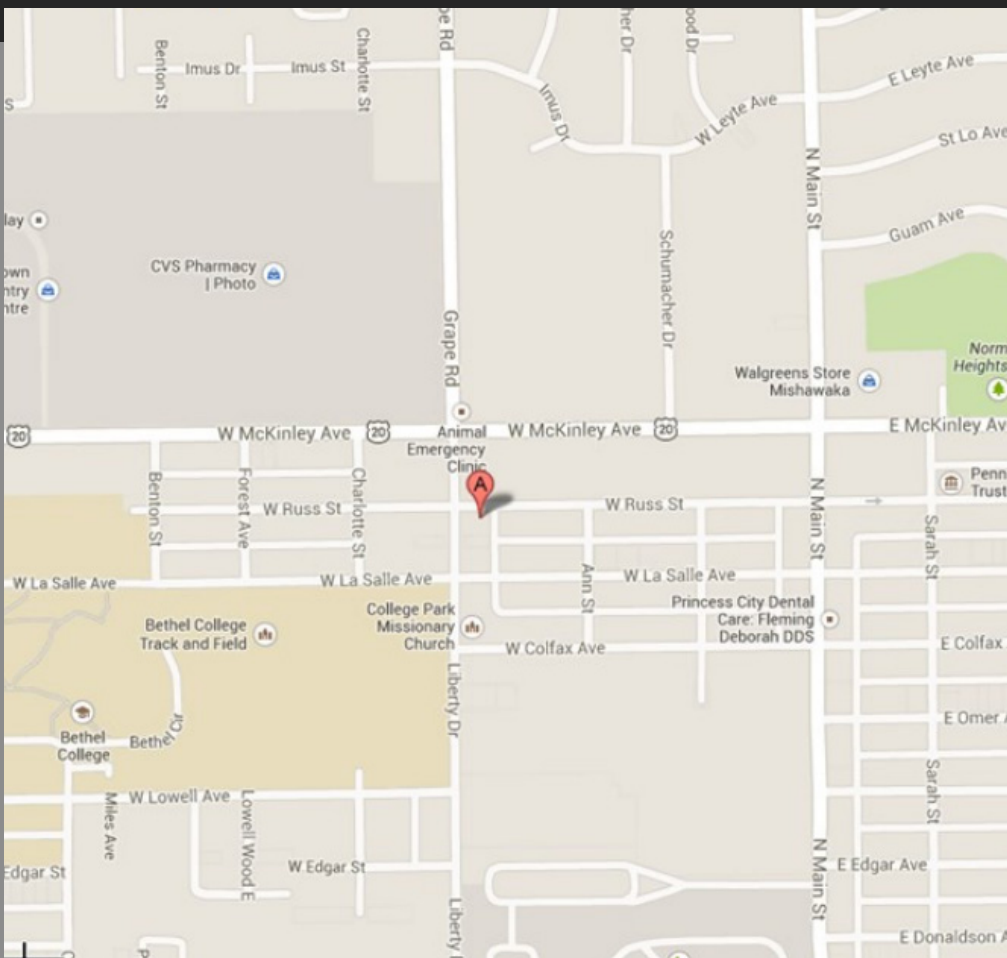 Benton St
Imus Dr
Imus St
Charlotte St
pe Rd
Imus Dr
her Dr
ood Dr
W Leyte Ave
E Leyte Ave
St Lo Ave
N Main St
Guam Ave
S
lay
own
ntry
ntre
CVS Pharmacy
| Photo
Grape Rd
Schumacher Dr
Walgreens Store
Mishawaka
Norm
Heights
20
W McKinley Ave
20
Animal
Emergency
Clinic
W McKinley Ave
20
E McKinley Av
Benton St
Forest Ave
Charlotte St
W Russ St
A
W Russ St
N Main St
Penn
Trust
Sarah St
W La Salle Ave
W La Salle Ave
Ann St
W La Salle Ave
Bethel College
Track and Field
College Park
Missionary
Church
Princess City Dental
Care: Fleming
Deborah DDS
W Colfax Ave
E Colfax
Liberty Dr
Bethel
College
Bethel Cir
E Omer A
Miles Ave
W Lowell Ave
Lowell Wood E
Sarah St
Edgar St
W Edgar St
N Main St
E Edgar Ave
Liberty
E Donaldson A
P